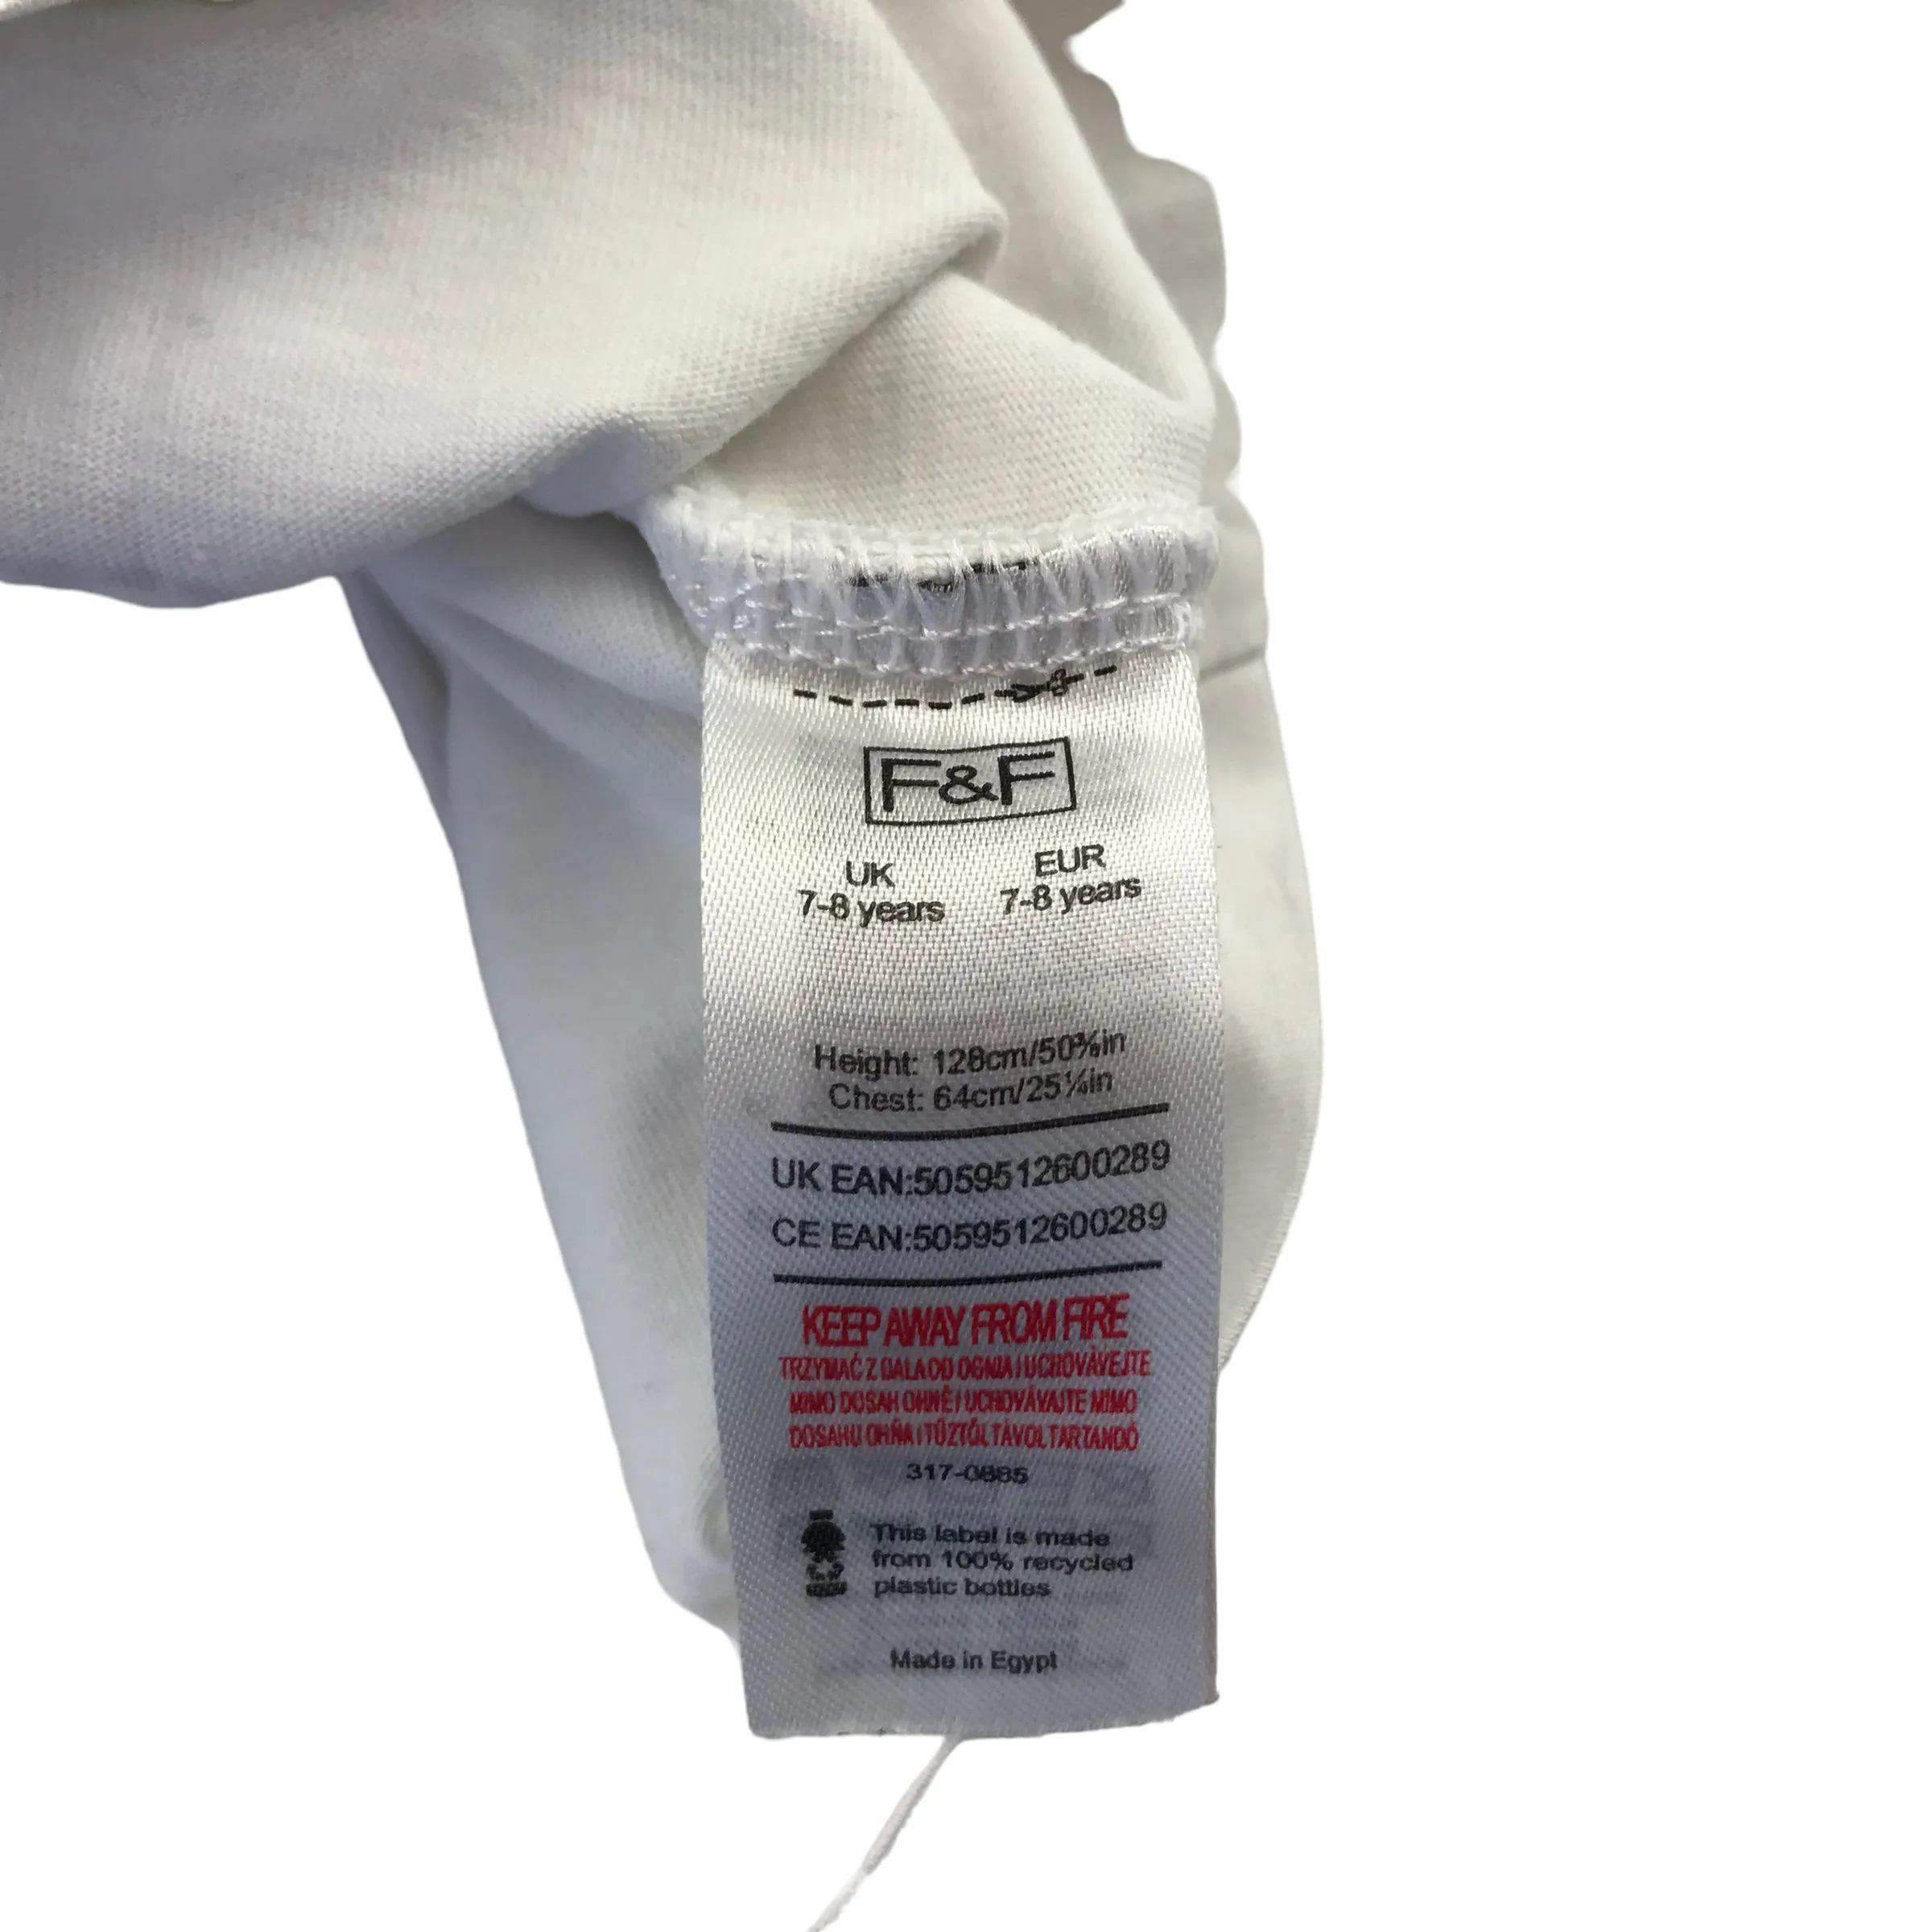 F&F
UK EUR
7-8 years 7-8 years
Height: 128cm/50⅜in
Chest: 64cm/25¼in
UK EAN:5059512600289
CE EAN:5059512600289
KEEP AWAY FROM FIRE
TRZYMAĆ Z DALA OD OGNIA / UCHOVÁVEJTE
MIMO DOSAH OHNĚ / UCHOVÁVAJTE MIMO
DOSAHU OHŇA / TŰZTŐL TÁVOL TARTANDÓ
317-0885
This label is made
from 100% recycled
plastic bottles
Made in Egypt